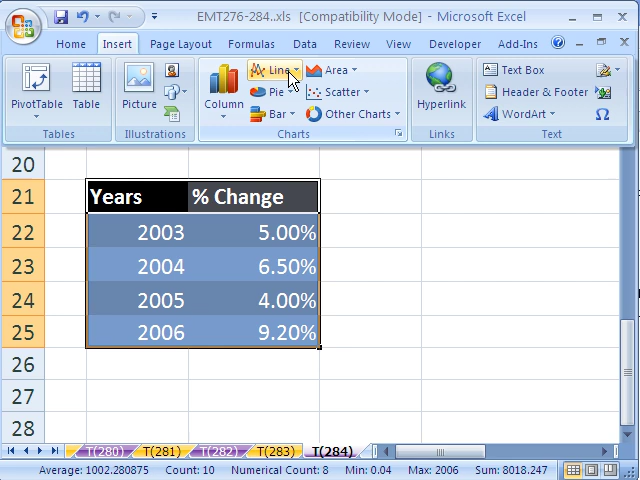 EMT276-284..xls [Compatibility Mode] - Microsoft Excel
Home Insert Page Layout Formulas Data Review View Developer Add-Ins
PivotTable Table Picture Column Line Area Pie Scatter Bar Other Charts Hyperlink Text Box Header & Footer WordArt
Tables Illustrations Charts Links Text
20
21 Years % Change
22 2003 5.00%
23 2004 6.50%
24 2005 4.00%
25 2006 9.20%
26
27
28
T(280) T(281) T(282) T(283) T(284)
Average: 1002.280875 Count: 10 Numerical Count: 8 Min: 0.04 Max: 2006 Sum: 8018.247